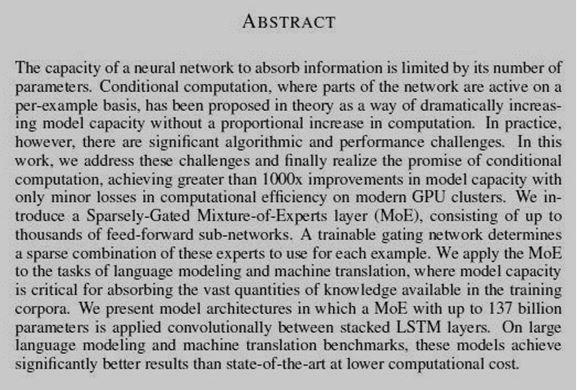 ABSTRACT
The capacity of a neural network to absorb information is limited by its number of
parameters. Conditional computation, where parts of the network are active on a
per-example basis, has been proposed in theory as a way of dramatically increas-
ing model capacity without a proportional increase in computation. In practice,
however, there are significant algorithmic and performance challenges. In this
work, we address these challenges and finally realize the promise of conditional
computation, achieving greater than 1000x improvements in model capacity with
only minor losses in computational efficiency on modern GPU clusters. We in-
troduce a Sparsely-Gated Mixture-of-Experts layer (MoE), consisting of up to
thousands of feed-forward sub-networks. A trainable gating network determines
a sparse combination of these experts to use for each example. We apply the MoE
to the tasks of language modeling and machine translation, where model capacity
is critical for absorbing the vast quantities of knowledge available in the training
corpora. We present model architectures in which a MoE with up to 137 billion
parameters is applied convolutionally between stacked LSTM layers. On large
language modeling and machine translation benchmarks, these models achieve
significantly better results than state-of-the-art at lower computational cost.